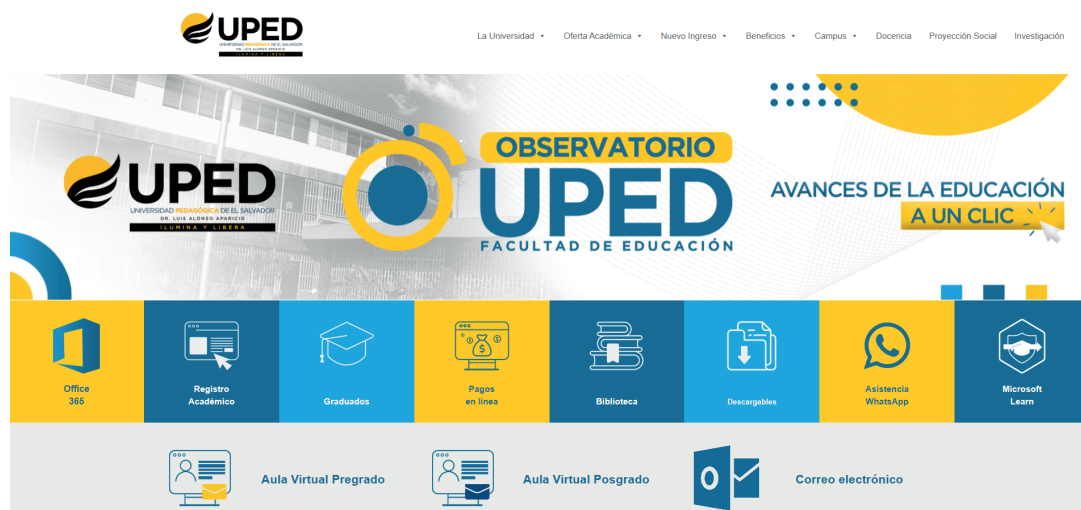 UPED
UNIVERSIDAD PEDAGÓGICA DE EL SALVADOR
DR. LUIS ALONSO APARICIO
ILUMINA Y LIBERA
La Universidad
Oferta Académica
Nuevo Ingreso
Beneficios
Campus
Docencia
Proyección Social
Investigación
UPED
UNIVERSIDAD PEDAGÓGICA DE EL SALVADOR
DR. LUIS ALONSO APARICIO
ILUMINA Y LIBERA
OBSERVATORIO
UPED
FACULTAD DE EDUCACIÓN
AVANCES DE LA EDUCACIÓN
A UN CLIC
Office
365
Registro
Académico
Graduados
Pagos
en línea
Biblioteca
Descargables
Asistencia
WhatsApp
Microsoft
Learn
Aula Virtual Pregrado
Aula Virtual Posgrado
Correo electrónico